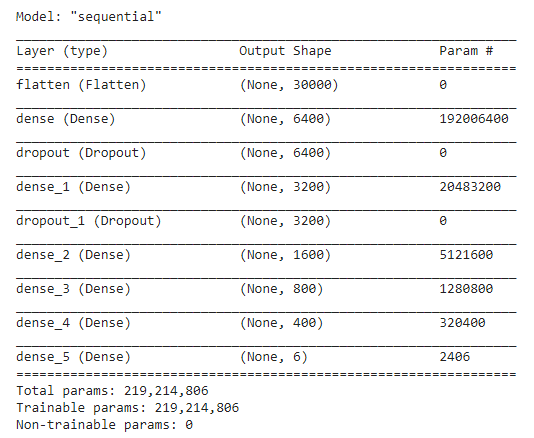 Model: "sequential"
_________________________________________________________________
Layer (type)                 Output Shape              Param #
=================================================================
flatten (Flatten)            (None, 30000)             0
_________________________________________________________________
dense (Dense)                (None, 6400)              192006400
_________________________________________________________________
dropout (Dropout)            (None, 6400)              0
_________________________________________________________________
dense_1 (Dense)              (None, 3200)              20483200
_________________________________________________________________
dropout_1 (Dropout)          (None, 3200)              0
_________________________________________________________________
dense_2 (Dense)              (None, 1600)              5121600
_________________________________________________________________
dense_3 (Dense)              (None, 800)               1280800
_________________________________________________________________
dense_4 (Dense)              (None, 400)               320400
_________________________________________________________________
dense_5 (Dense)              (None, 6)                 2406
=================================================================
Total params: 219,214,806
Trainable params: 219,214,806
Non-trainable params: 0